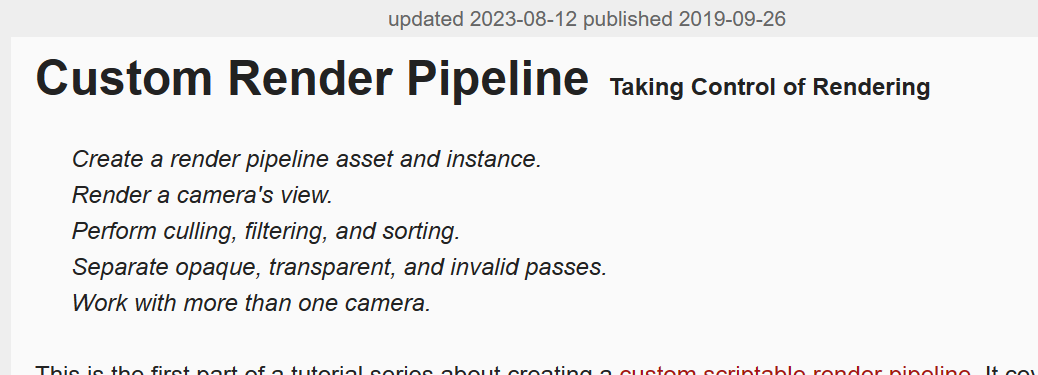 updated 2023-08-12 published 2019-09-26
Custom Render Pipeline Taking Control of Rendering
Create a render pipeline asset and instance.
Render a camera's view.
Perform culling, filtering, and sorting.
Separate opaque, transparent, and invalid passes.
Work with more than one camera.
This is the first part of a tutorial series about creating a custom scriptable render pipeline. It